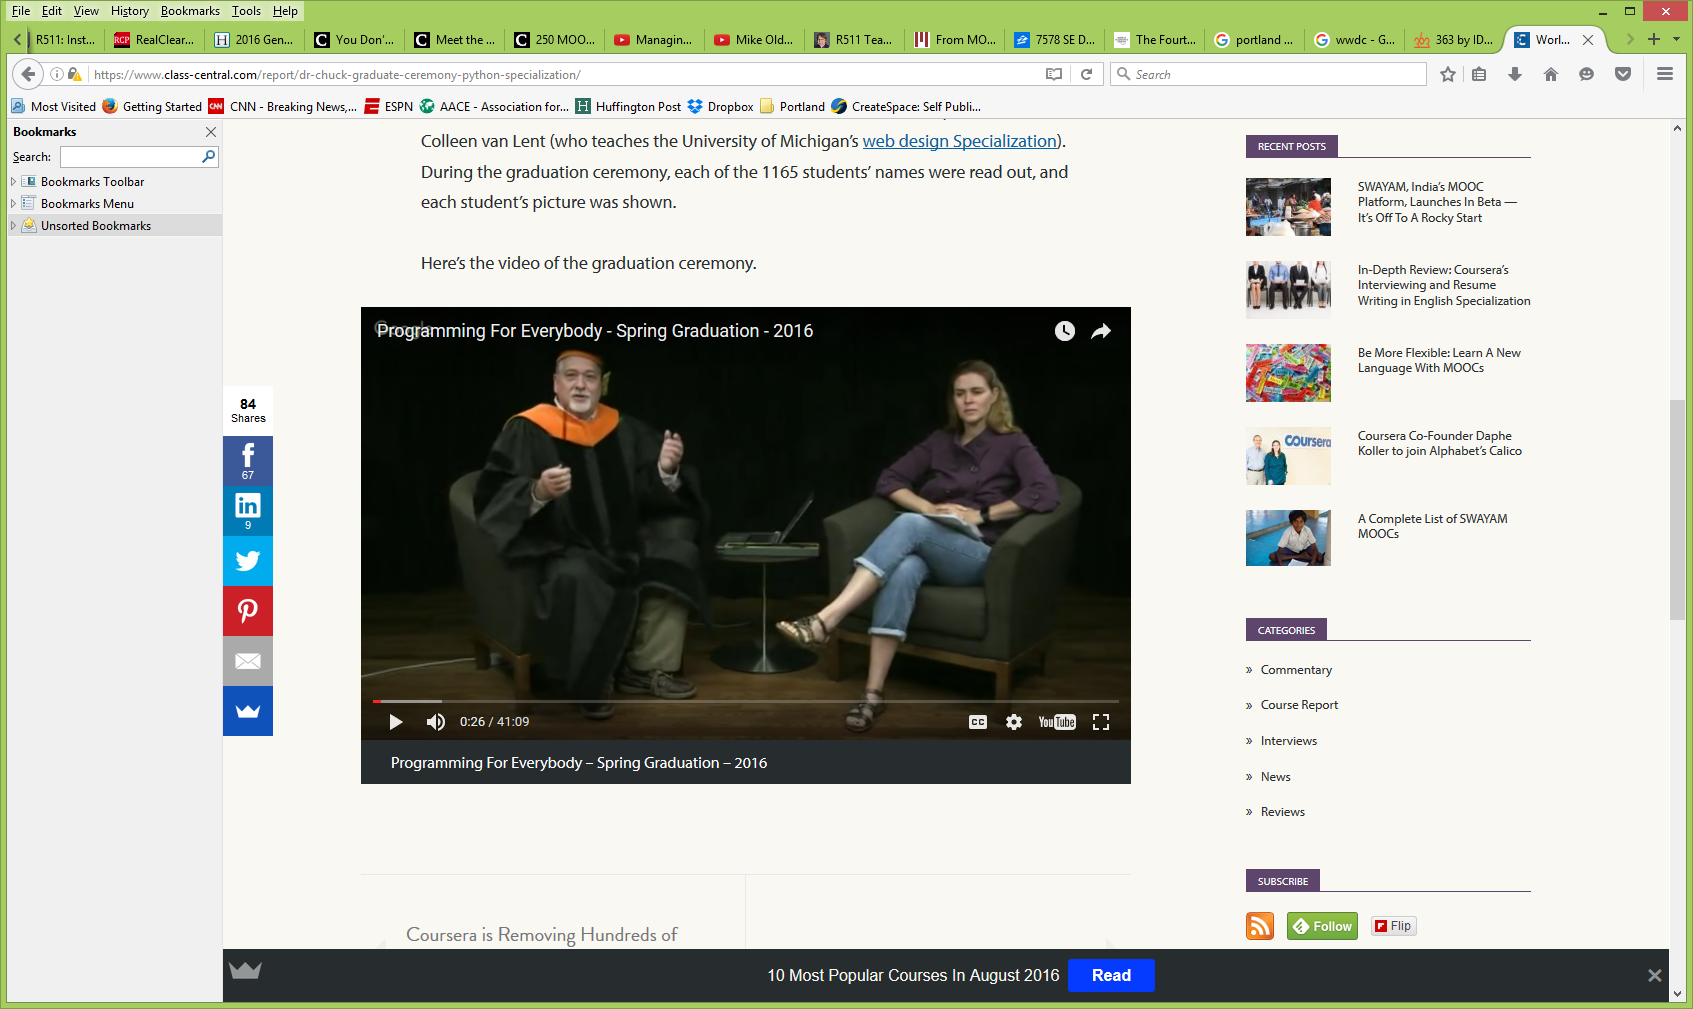 File Edit View History Bookmarks Tools Help
R511: Inst... RealClear... 2016 Gen... You Don'... Meet the ... 250 MOO... Managin... Mike Old... R511 Tea... From MO... 7578 SE D... The Fourt... portland ... wwdc - G... 363 by ID... Worl...
https://www.class-central.com/report/dr-chuck-graduate-ceremony-python-specialization/
Search
Most Visited Getting Started CNN - Breaking News,... ESPN AACE - Association for... Huffington Post Dropbox Portland CreateSpace: Self Publi...
Bookmarks
Search:
Bookmarks Toolbar
Bookmarks Menu
Unsorted Bookmarks
84
Shares
67
9
Colleen van Lent (who teaches the University of Michigan's web design Specialization).
During the graduation ceremony, each of the 1165 students' names were read out, and
each student's picture was shown.
Here's the video of the graduation ceremony.
Programming For Everybody - Spring Graduation - 2016
0:26 / 41:09
CC
YouTube
Programming For Everybody – Spring Graduation – 2016
Coursera is Removing Hundreds of
RECENT POSTS
SWAYAM, India's MOOC
Platform, Launches In Beta —
It's Off To A Rocky Start
In-Depth Review: Coursera's
Interviewing and Resume
Writing in English Specialization
Be More Flexible: Learn A New
Language With MOOCs
coursera
Coursera Co-Founder Daphe
Koller to join Alphabet's Calico
A Complete List of SWAYAM
MOOCs
CATEGORIES
» Commentary
» Course Report
» Interviews
» News
» Reviews
SUBSCRIBE
Follow
Flip
10 Most Popular Courses In August 2016 Read